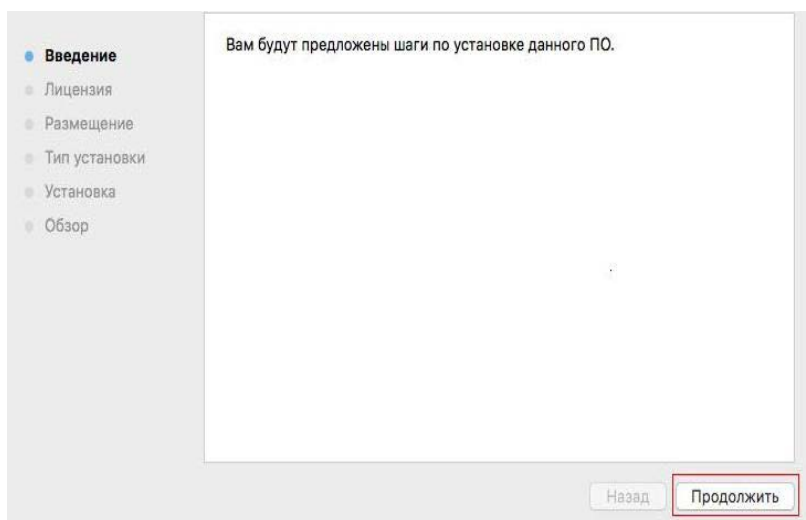 Введение
Лицензия
Размещение
Тип установки
Установка
Обзор
Вам будут предложены шаги по установке данного ПО.
Назад
Продолжить